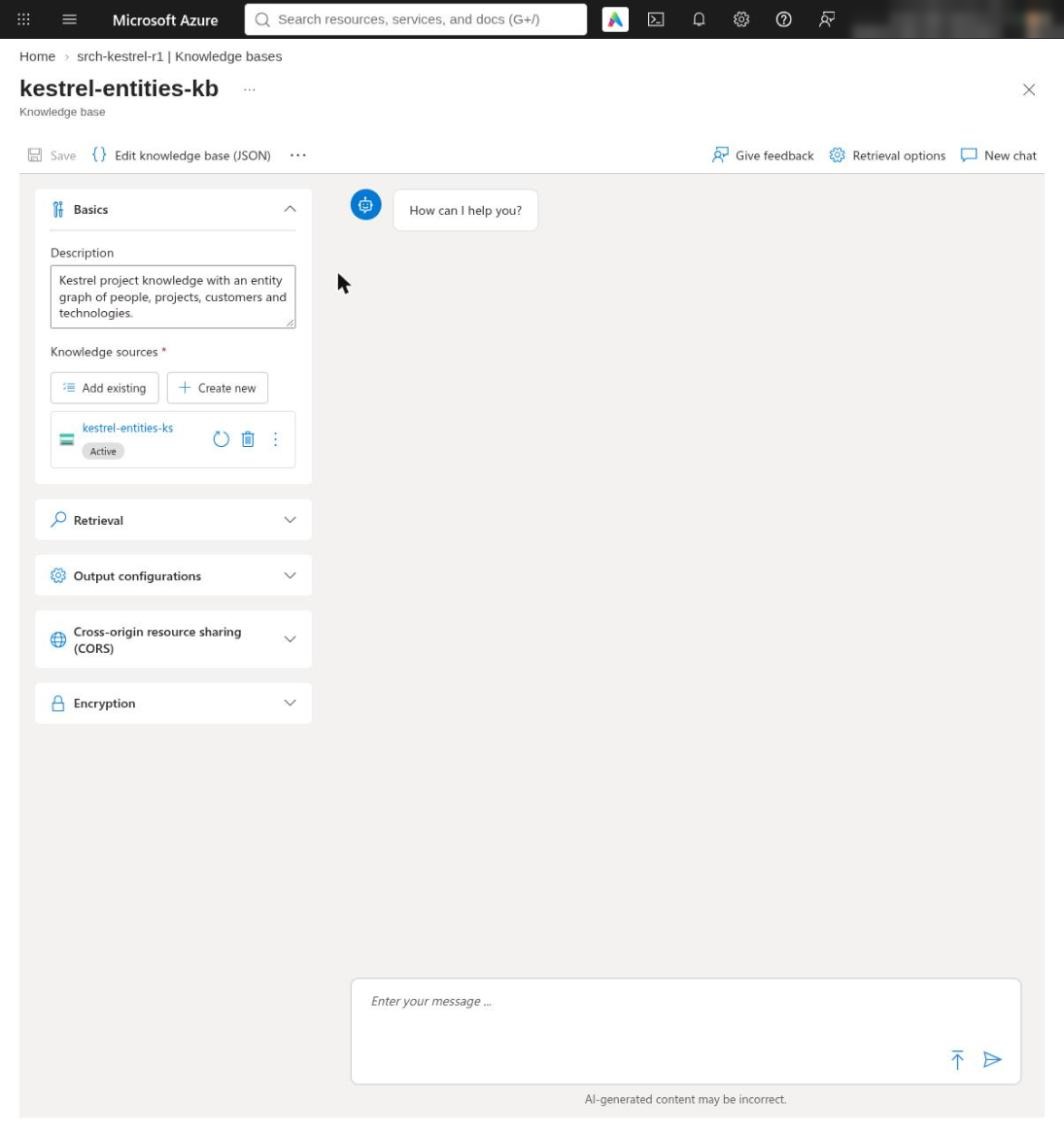 Microsoft Azure
Search resources, services, and docs (G+/)
Home > srch-kestrel-r1 | Knowledge bases
kestrel-entities-kb ...
Knowledge base
Save {} Edit knowledge base (JSON) ...
Give feedback Retrieval options New chat
Basics
Description
Kestrel project knowledge with an entity
graph of people, projects, customers and
technologies.
Knowledge sources *
Add existing + Create new
kestrel-entities-ks
Active
Retrieval
Output configurations
Cross-origin resource sharing
(CORS)
Encryption
How can I help you?
Enter your message ...
AI-generated content may be incorrect.